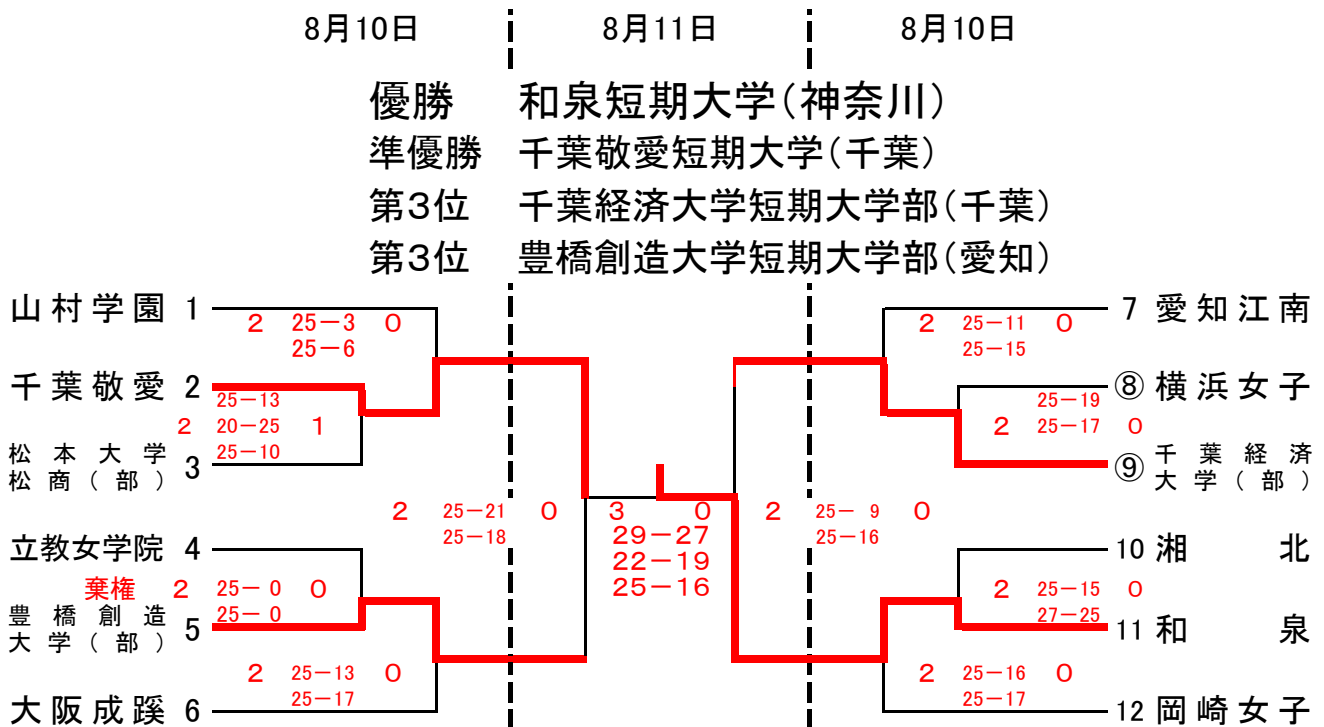 8月10日 8月11日 8月10日
優勝 和泉短期大学（神奈川）
準優勝 千葉敬愛短期大学（千葉）
第3位 千葉経済大学短期大学部（千葉）
第3位 豊橋創造大学短期大学部（愛知）
山村学園 1
2 25－3 0
25－6
千葉敬愛 2
25－13
2 20－25 1
25－10
松本大学
松商（部） 3
2 25－21 0
25－18
立教女学院 4
棄権 2 25－0 0
25－0
豊橋創造
大学（部） 5
2 25－13 0
25－17
大阪成蹊 6
3 0
29－27
22－19
25－16
7 愛知江南
2 25－11 0
25－15
⑧ 横浜女子
25－19
2 25－17 0
⑨ 千葉経済
大学（部）
2 25－9 0
25－16
10 湘北
2 25－15 0
27－25
11 和泉
2 25－16 0
25－17
12 岡崎女子